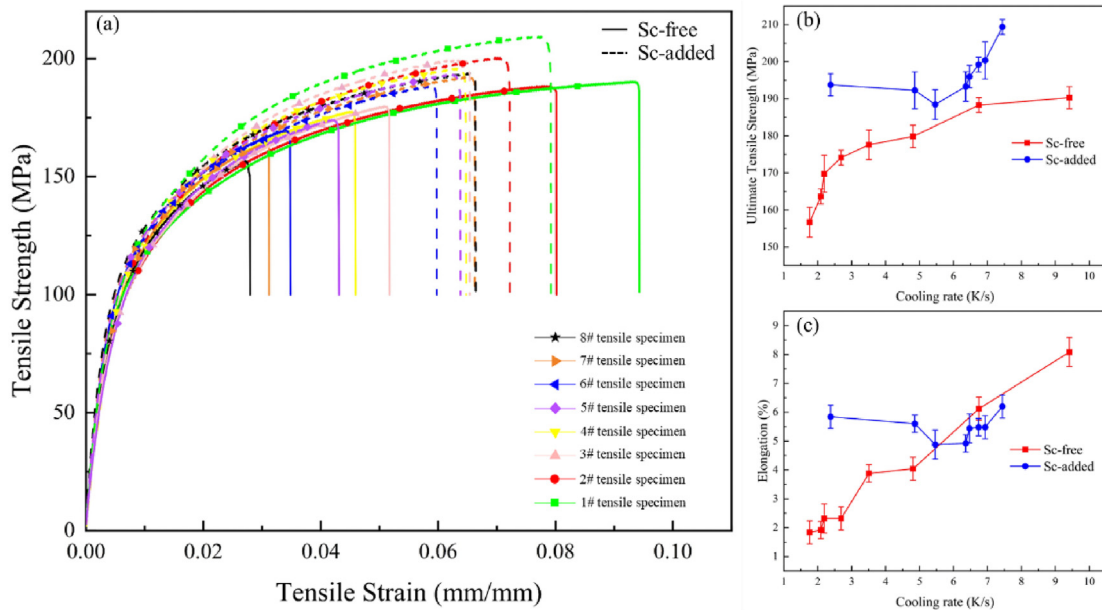 (a)
Sc-free
Sc-added
Tensile Strength (MPa)
200
150
100
50
0
8# tensile specimen
7# tensile specimen
6# tensile specimen
5# tensile specimen
4# tensile specimen
3# tensile specimen
2# tensile specimen
1# tensile specimen
0.00 0.02 0.04 0.06 0.08 0.10
Tensile Strain (mm/mm)
(b)
Ultimate Tensile Strength (MPa)
210
200
190
180
170
160
150
Sc-free
Sc-added
1 2 3 4 5 6 7 8 9 10
Cooling rate (K/s)
(c)
Elongation (%)
9
8
7
6
5
4
3
2
1
0
Sc-free
Sc-added
1 2 3 4 5 6 7 8 9 10
Cooling rate (K/s)